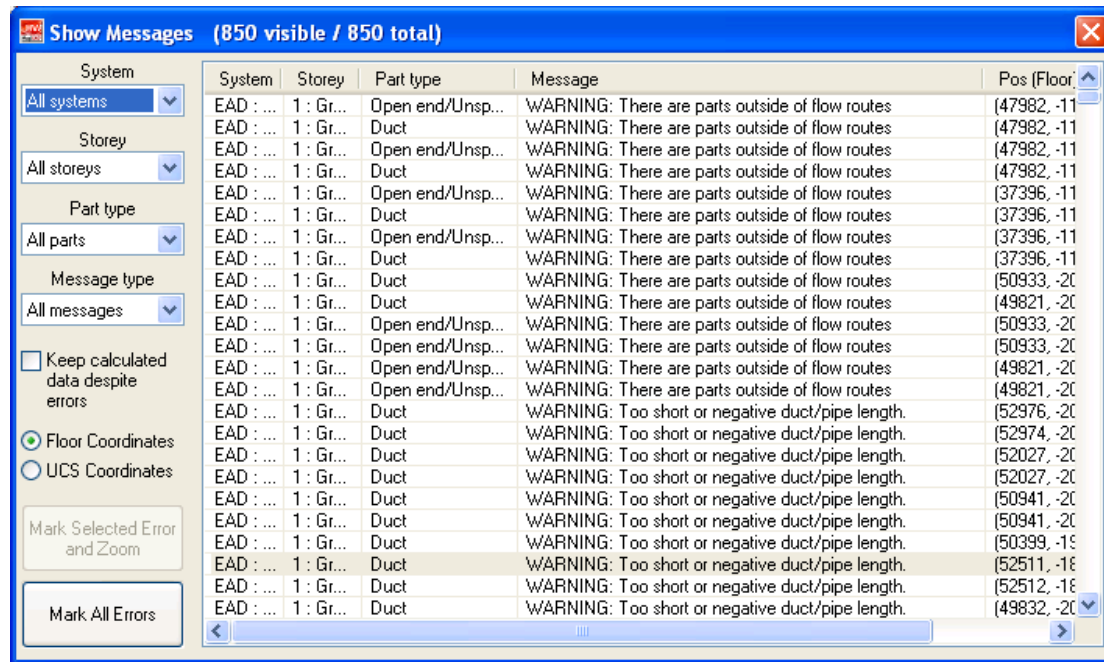 Show Messages (850 visible / 850 total)
System
All systems
Storey
All storeys
Part type
All parts
Message type
All messages
Keep calculated
data despite
errors
Floor Coordinates
UCS Coordinates
Mark Selected Error
and Zoom
Mark All Errors
System Storey Part type Message Pos (Floor)
EAD : ... 1 : Gr... Open end/Unsp... WARNING: There are parts outside of flow routes (47982, -11
EAD : ... 1 : Gr... Duct WARNING: There are parts outside of flow routes (47982, -11
EAD : ... 1 : Gr... Open end/Unsp... WARNING: There are parts outside of flow routes (47982, -11
EAD : ... 1 : Gr... Duct WARNING: There are parts outside of flow routes (47982, -11
EAD : ... 1 : Gr... Open end/Unsp... WARNING: There are parts outside of flow routes (37396, -11
EAD : ... 1 : Gr... Duct WARNING: There are parts outside of flow routes (37396, -11
EAD : ... 1 : Gr... Open end/Unsp... WARNING: There are parts outside of flow routes (37396, -11
EAD : ... 1 : Gr... Duct WARNING: There are parts outside of flow routes (37396, -11
EAD : ... 1 : Gr... Duct WARNING: There are parts outside of flow routes (50933, -20
EAD : ... 1 : Gr... Duct WARNING: There are parts outside of flow routes (49821, -20
EAD : ... 1 : Gr... Open end/Unsp... WARNING: There are parts outside of flow routes (50933, -20
EAD : ... 1 : Gr... Open end/Unsp... WARNING: There are parts outside of flow routes (50933, -20
EAD : ... 1 : Gr... Open end/Unsp... WARNING: There are parts outside of flow routes (49821, -20
EAD : ... 1 : Gr... Open end/Unsp... WARNING: There are parts outside of flow routes (49821, -20
EAD : ... 1 : Gr... Duct WARNING: Too short or negative duct/pipe length. (52976, -20
EAD : ... 1 : Gr... Duct WARNING: Too short or negative duct/pipe length. (52974, -20
EAD : ... 1 : Gr... Duct WARNING: Too short or negative duct/pipe length. (52027, -20
EAD : ... 1 : Gr... Duct WARNING: Too short or negative duct/pipe length. (52027, -20
EAD : ... 1 : Gr... Duct WARNING: Too short or negative duct/pipe length. (50941, -20
EAD : ... 1 : Gr... Duct WARNING: Too short or negative duct/pipe length. (50941, -20
EAD : ... 1 : Gr... Duct WARNING: Too short or negative duct/pipe length. (50399, -19
EAD : ... 1 : Gr... Duct WARNING: Too short or negative duct/pipe length. (52511, -18
EAD : ... 1 : Gr... Duct WARNING: Too short or negative duct/pipe length. (52512, -18
EAD : ... 1 : Gr... Duct WARNING: Too short or negative duct/pipe length. (49832, -20